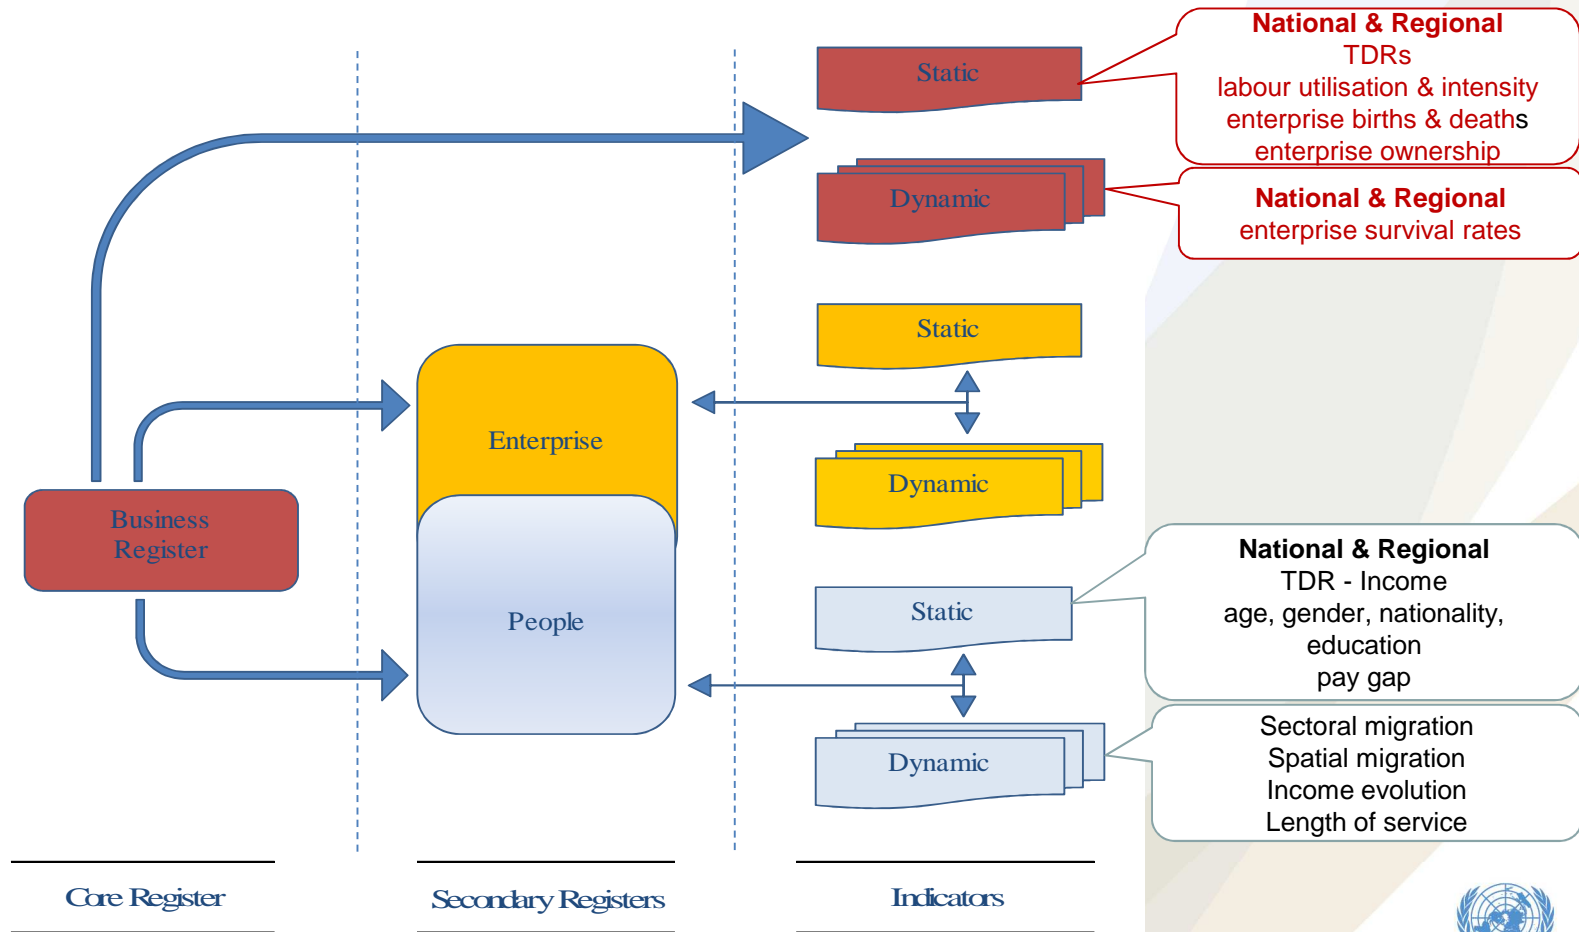 Static
National & Regional
TDRs
labour utilisation & intensity
enterprise births & deaths
enterprise ownership
Dynamic
National & Regional
enterprise survival rates
Static
Enterprise
Dynamic
Business
Register
People
Static
National & Regional
TDR - Income
age, gender, nationality,
education
pay gap
Dynamic
Sectoral migration
Spatial migration
Income evolution
Length of service
Core Register
Secondary Registers
Indicators